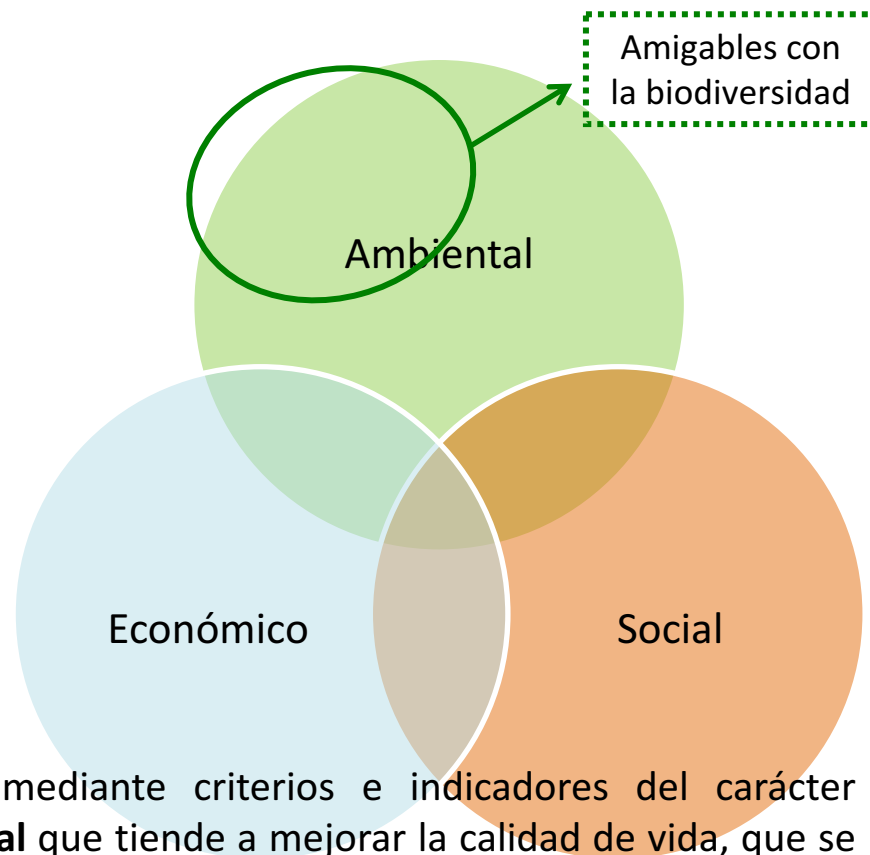 Amigables con
la biodiversidad
Ambiental
Económico
Social
mediante criterios e indicadores del carácter
al que tiende a mejorar la calidad de vida, que se